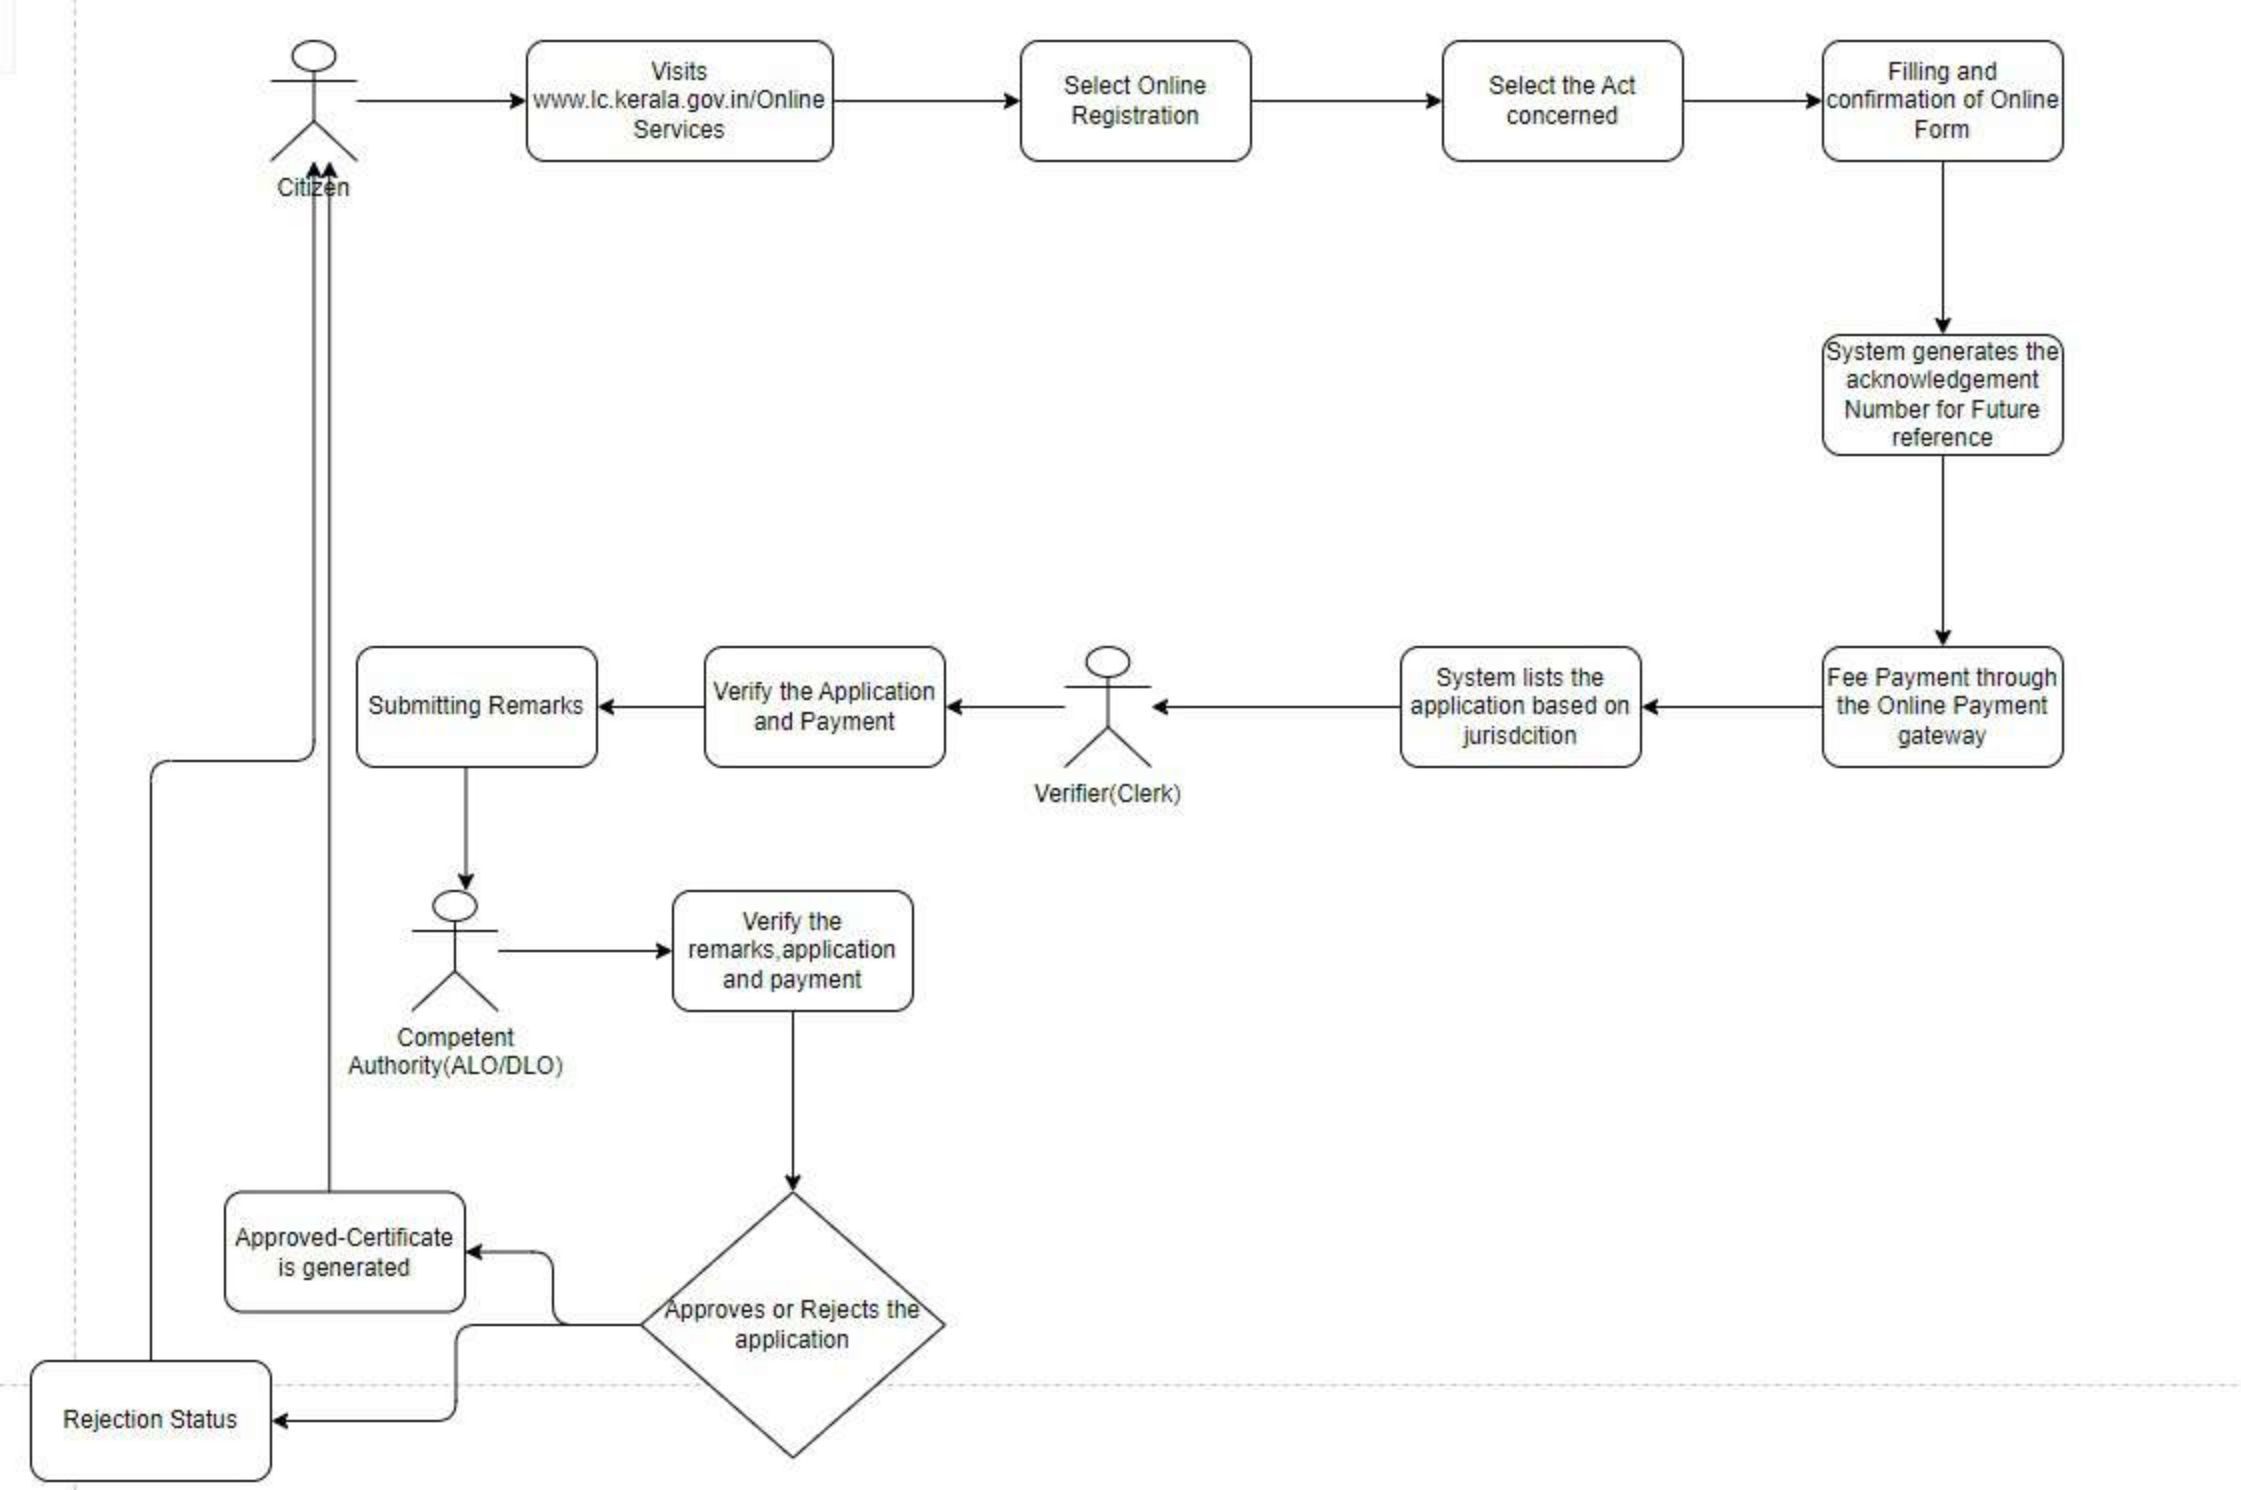 Citizen
Visits
www.lc.kerala.gov.in/Online
Services
Select Online
Registration
Select the Act
concerned
Filling and
confirmation of Online
Form
System generates the
acknowledgement
Number for Future
reference
Fee Payment through
the Online Payment
gateway
System lists the
application based on
jurisdcition
Verifier(Clerk)
Verify the Application
and Payment
Submitting Remarks
Competent
Authority(ALO/DLO)
Verify the
remarks,application
and payment
Approves or Rejects the
application
Approved-Certificate
is generated
Rejection Status